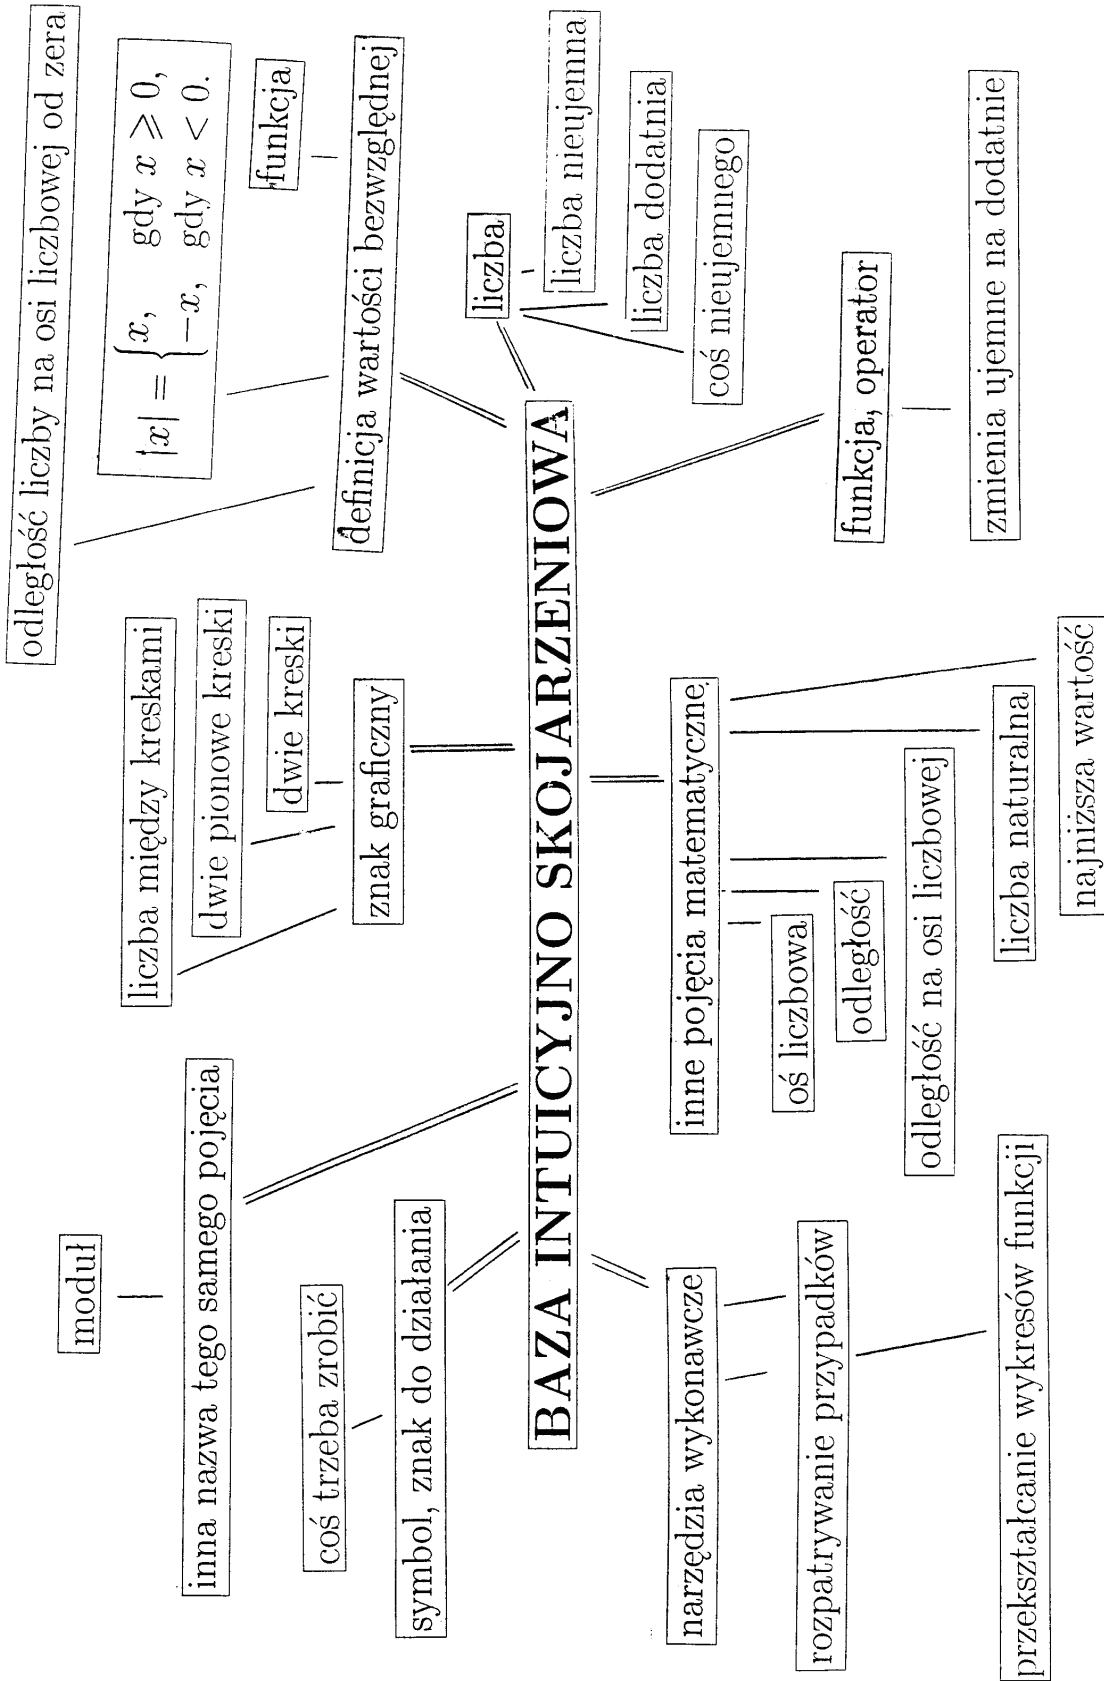 moduł
inna nazwa tego samego pojęcia
coś trzeba zrobić
symbol, znak do działania
liczba między kreskami
dwie pionowe kreski
dwie kreski
znak graficzny
odległość liczby na osi liczbowej od zera
|x| = { x, gdy x ⩾ 0,
−x, gdy x < 0.
funkcja
definicja wartości bezwzględnej
BAZA INTUICYJNO SKOJARZENIOWA
liczba
liczba nieujemna
liczba dodatnia
coś nieujemnego
funkcja, operator
zmienia ujemne na dodatnie
inne pojęcia matematyczne
oś liczbowa
odległość
odległość na osi liczbowej
liczba naturalna
najniższa wartość
narzędzia wykonawcze
rozpatrywanie przypadków
przekształcanie wykresów funkcji